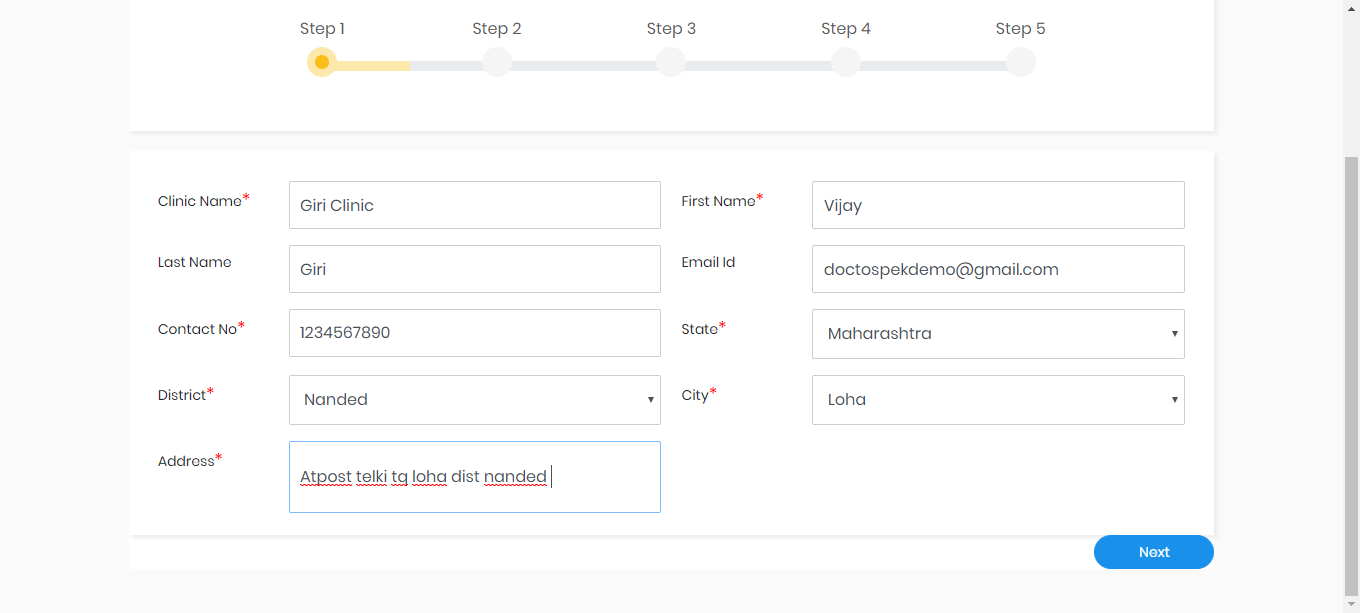 Step 1 Step 2 Step 3 Step 4 Step 5
Clinic Name* Giri Clinic First Name* Vijay
Last Name Giri Email Id doctospekdemo@gmail.com
Contact No* 1234567890 State* Maharashtra
District* Nanded City* Loha
Address* Atpost telki tq loha dist nanded
Next